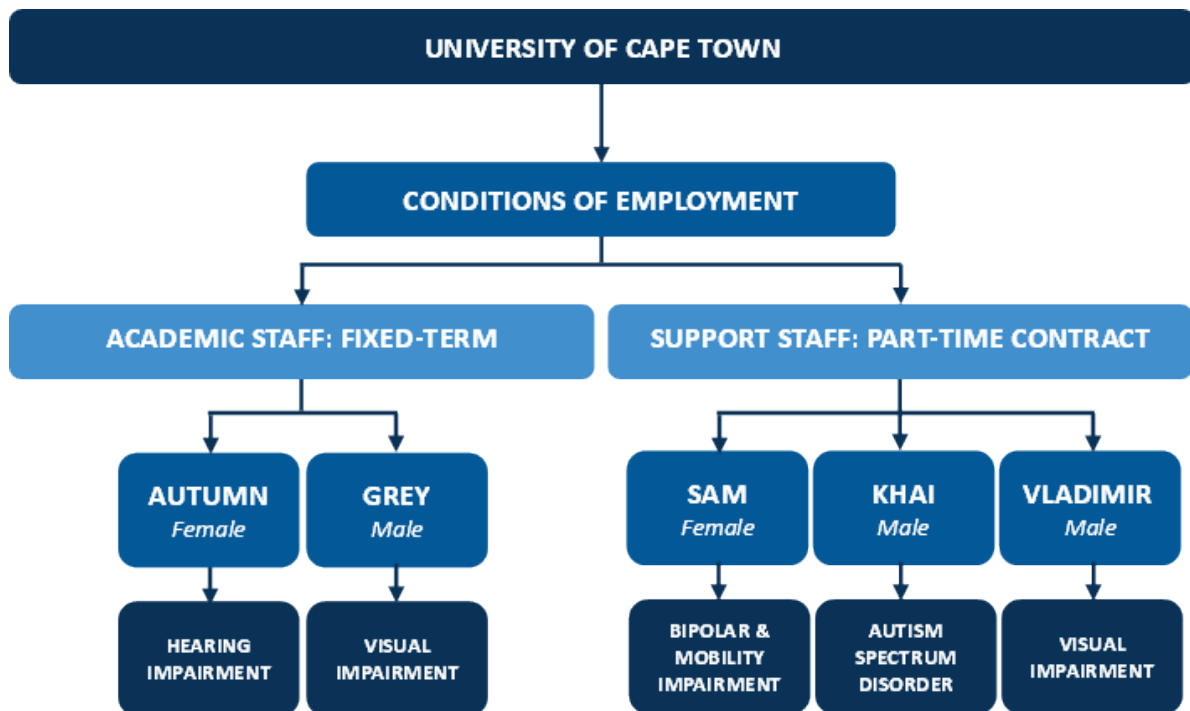 UNIVERSITY OF CAPE TOWN
CONDITIONS OF EMPLOYMENT
ACADEMIC STAFF: FIXED-TERM
SUPPORT STAFF: PART-TIME CONTRACT
AUTUMN
Female
GREY
Male
SAM
Female
KHAI
Male
VLADIMIR
Male
HEARING
IMPAIRMENT
VISUAL
IMPAIRMENT
BIPOLAR &
MOBILITY
IMPAIRMENT
AUTISM
SPECTRUM
DISORDER
VISUAL
IMPAIRMENT